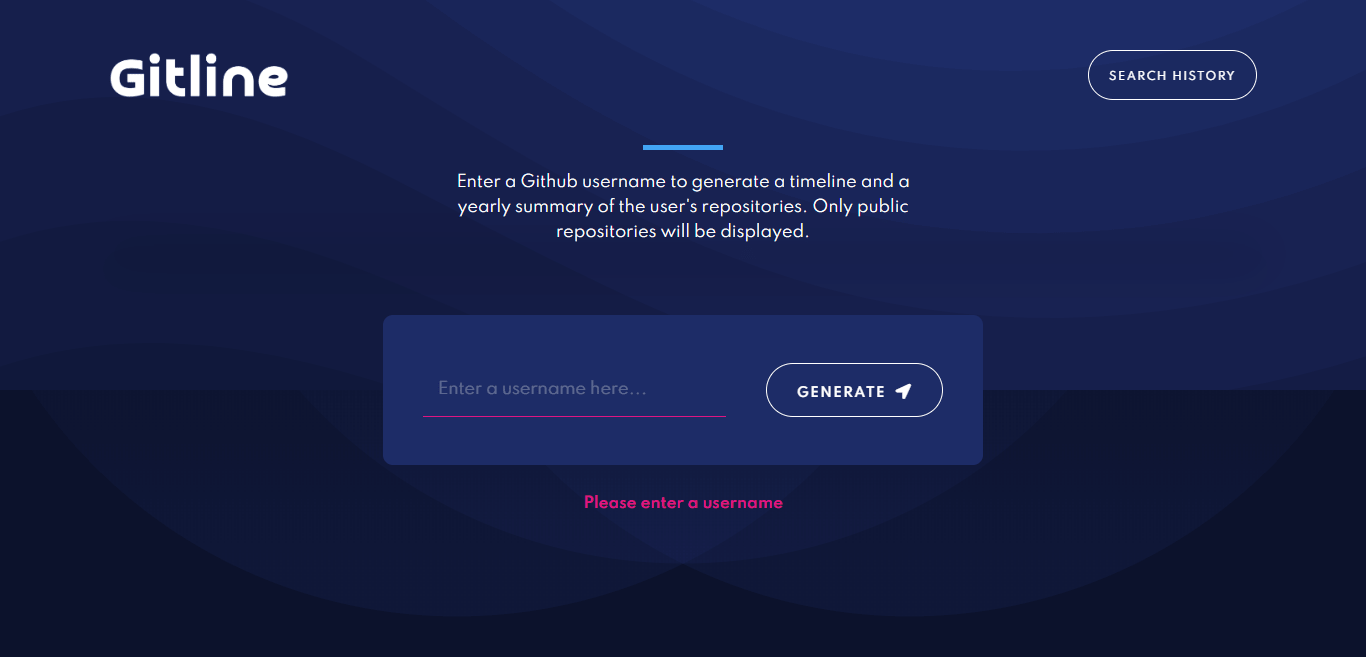 Gitline
SEARCH HISTORY
Enter a Github username to generate a timeline and a
yearly summary of the user's repositories. Only public
repositories will be displayed.
Enter a username here...
GENERATE
Please enter a username